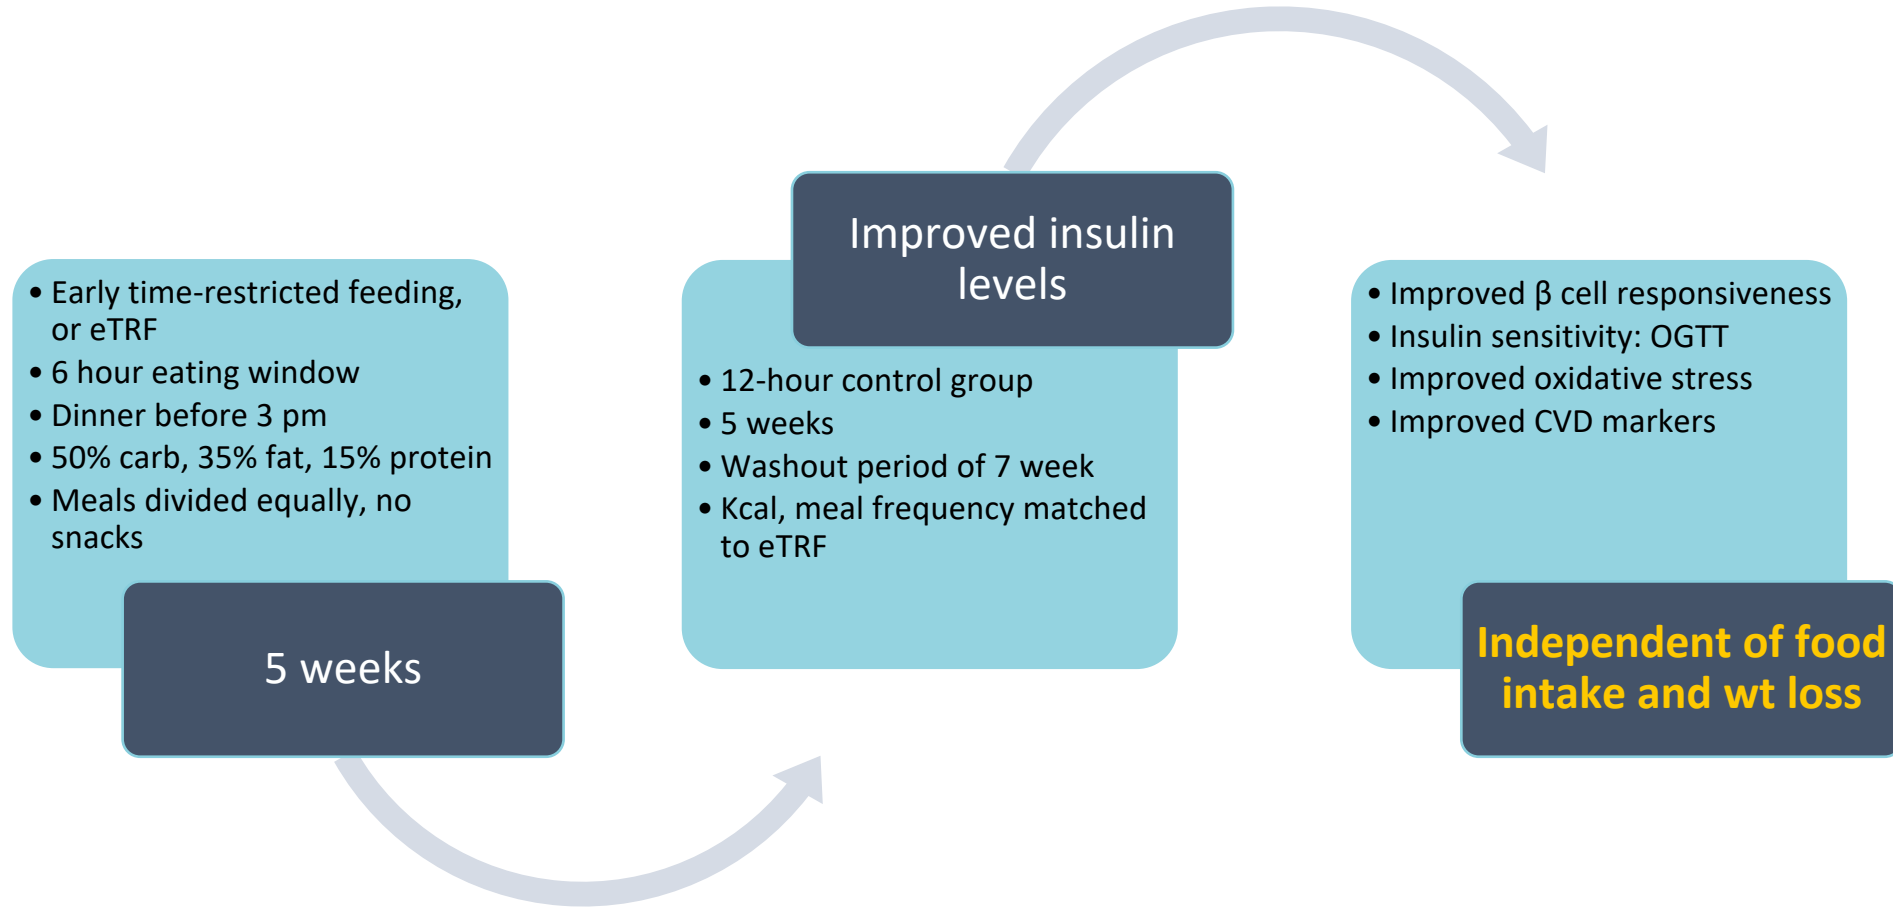 • Early time-restricted feeding,
or eTRF
• 6 hour eating window
• Dinner before 3 pm
• 50% carb, 35% fat, 15% protein
• Meals divided equally, no
snacks
5 weeks
Improved insulin
levels
• 12-hour control group
• 5 weeks
• Washout period of 7 week
• Kcal, meal frequency matched
to eTRF
• Improved β cell responsiveness
• Insulin sensitivity: OGTT
• Improved oxidative stress
• Improved CVD markers
Independent of food
intake and wt loss